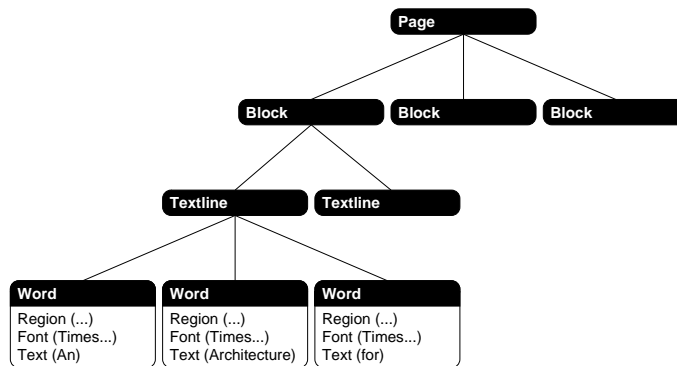 Page
Block Block Block
Textline Textline
Word Word Word
Region (...) Region (...) Region (...)
Font (Times...) Font (Times...) Font (Times...)
Text (An) Text (Architecture) Text (for)